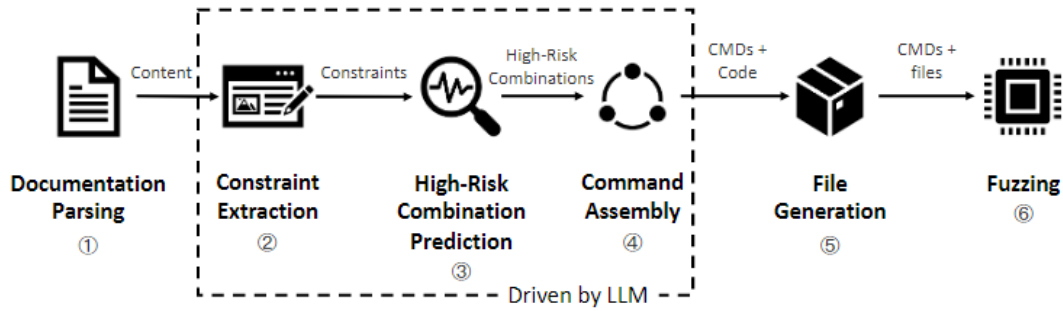 Content
Constraints
High-Risk
Combinations
CMDs +
Code
CMDs +
files
Documentation
Parsing
①
Constraint
Extraction
②
High-Risk
Combination
Prediction
③
Command
Assembly
④
File
Generation
⑤
Fuzzing
⑥
Driven by LLM